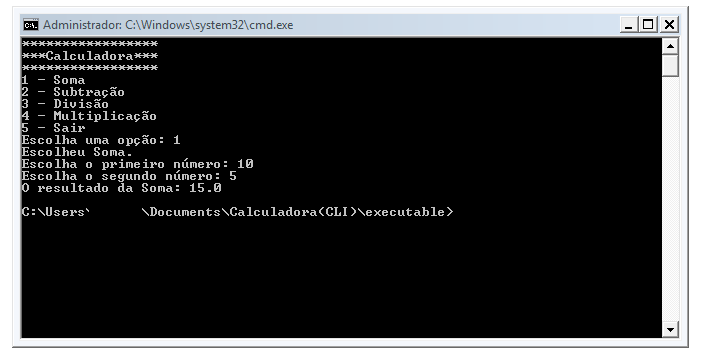 Administrador: C:\Windows\system32\cmd.exe
*****************
***Calculadora***
*****************
1 - Soma
2 - Subtração
3 - Divisão
4 - Multiplicação
5 - Sair
Escolha uma opção: 1
Escolheu Soma.
Escolha o primeiro número: 10
Escolha o segundo número: 5
O resultado da Soma: 15.0
C:\Users\ \Documents\Calculadora(CLI)\executable>